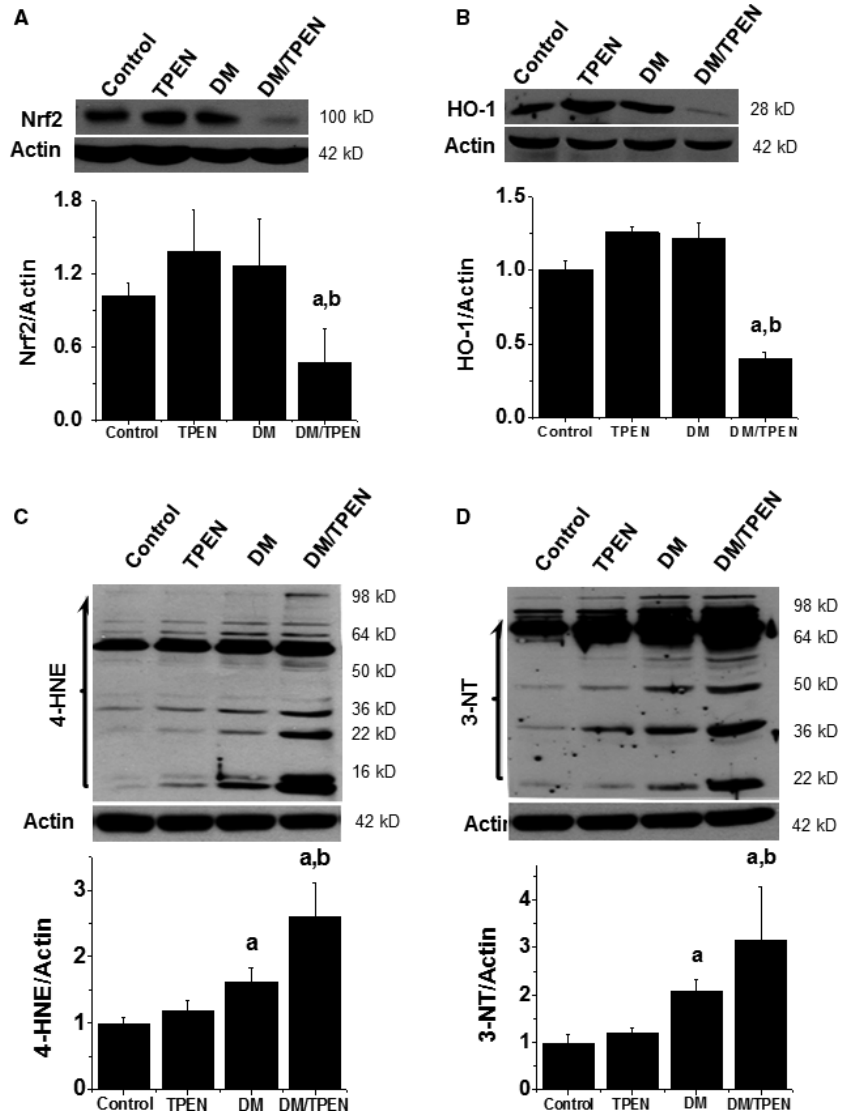 A
Control
TPEN
DM
DM/TPEN
Nrf2
100 kD
Actin
42 kD
1.8
1.2
0.6
0.0
Nrf2/Actin
a,b
Control TPEN DM DM/TPEN
B
Control
TPEN
DM
DM/TPEN
HO-1
28 kD
Actin
42 kD
1.5
1.0
0.5
0.0
HO-1/Actin
a,b
Control TPEN DM DM/TPEN
C
Control
TPEN
DM
DM/TPEN
4-HNE
98 kD
64 kD
50 kD
36 kD
22 kD
16 kD
Actin
42 kD
3
2
1
0
4-HNE/Actin
a
a,b
Control TPEN DM DM/TPEN
D
Control
TPEN
DM
DM/TPEN
3-NT
98 kD
64 kD
50 kD
36 kD
22 kD
Actin
42 kD
5
4
3
2
1
0
3-NT/Actin
a
a,b
Control TPEN DM DM/TPEN